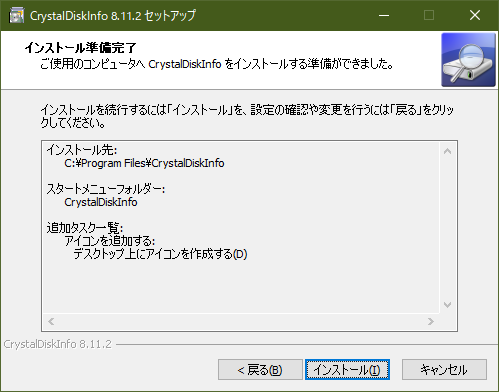 CrystalDiskInfo 8.11.2 セットアップ
インストール準備完了
ご使用のコンピュータへ CrystalDiskInfo をインストールする準備ができました。
インストールを続行するには「インストール」を、設定の確認や変更を行うには「戻る」をクリッ
クしてください。
インストール先:
C:¥Program Files¥CrystalDiskInfo
スタートメニューフォルダー:
CrystalDiskInfo
追加タスク一覧:
アイコンを追加する:
デスクトップ上にアイコンを作成する(D)
CrystalDiskInfo 8.11.2
< 戻る(B)
インストール(I)
キャンセル